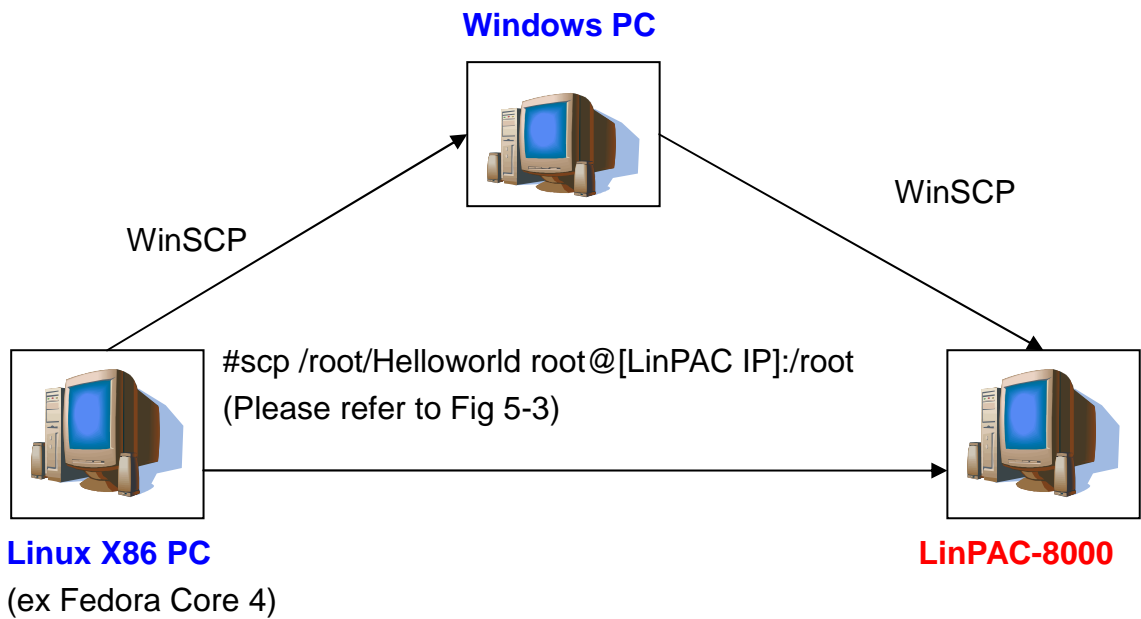 Windows PC
WinSCP
WinSCP
#scp /root/Helloworld root@[LinPAC IP]:/root
(Please refer to Fig 5-3)
Linux X86 PC
(ex Fedora Core 4)
LinPAC-8000